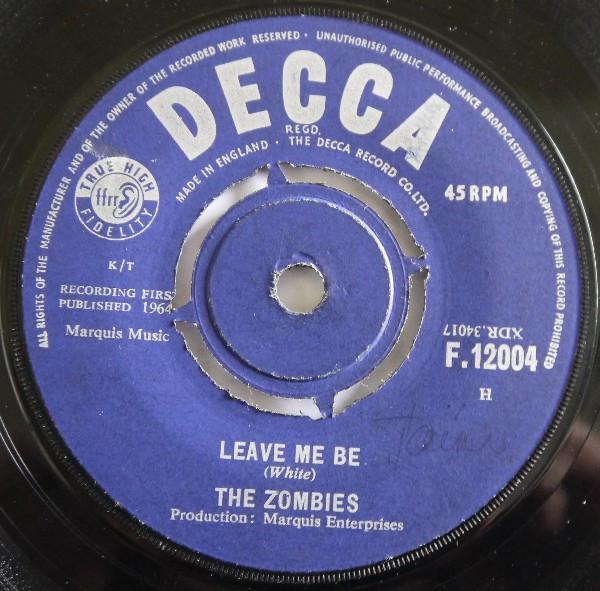 ALL RIGHTS OF THE MANUFACTURER AND OF THE OWNER OF THE RECORDED WORK RESERVED · UNAUTHORISED PUBLIC PERFORMANCE BROADCASTING AND COPYING OF THIS RECORD PROHIBITED
DECCA
REGD.
MADE IN ENGLAND · THE DECCA RECORD CO. LTD.
TRUE HIGH
ffrr
FIDELITY
45 RPM
K/T
RECORDING FIRST
PUBLISHED 1964
Marquis Music
XDR.34017
F.12004
H
LEAVE ME BE
(White)
THE ZOMBIES
Production: Marquis Enterprises